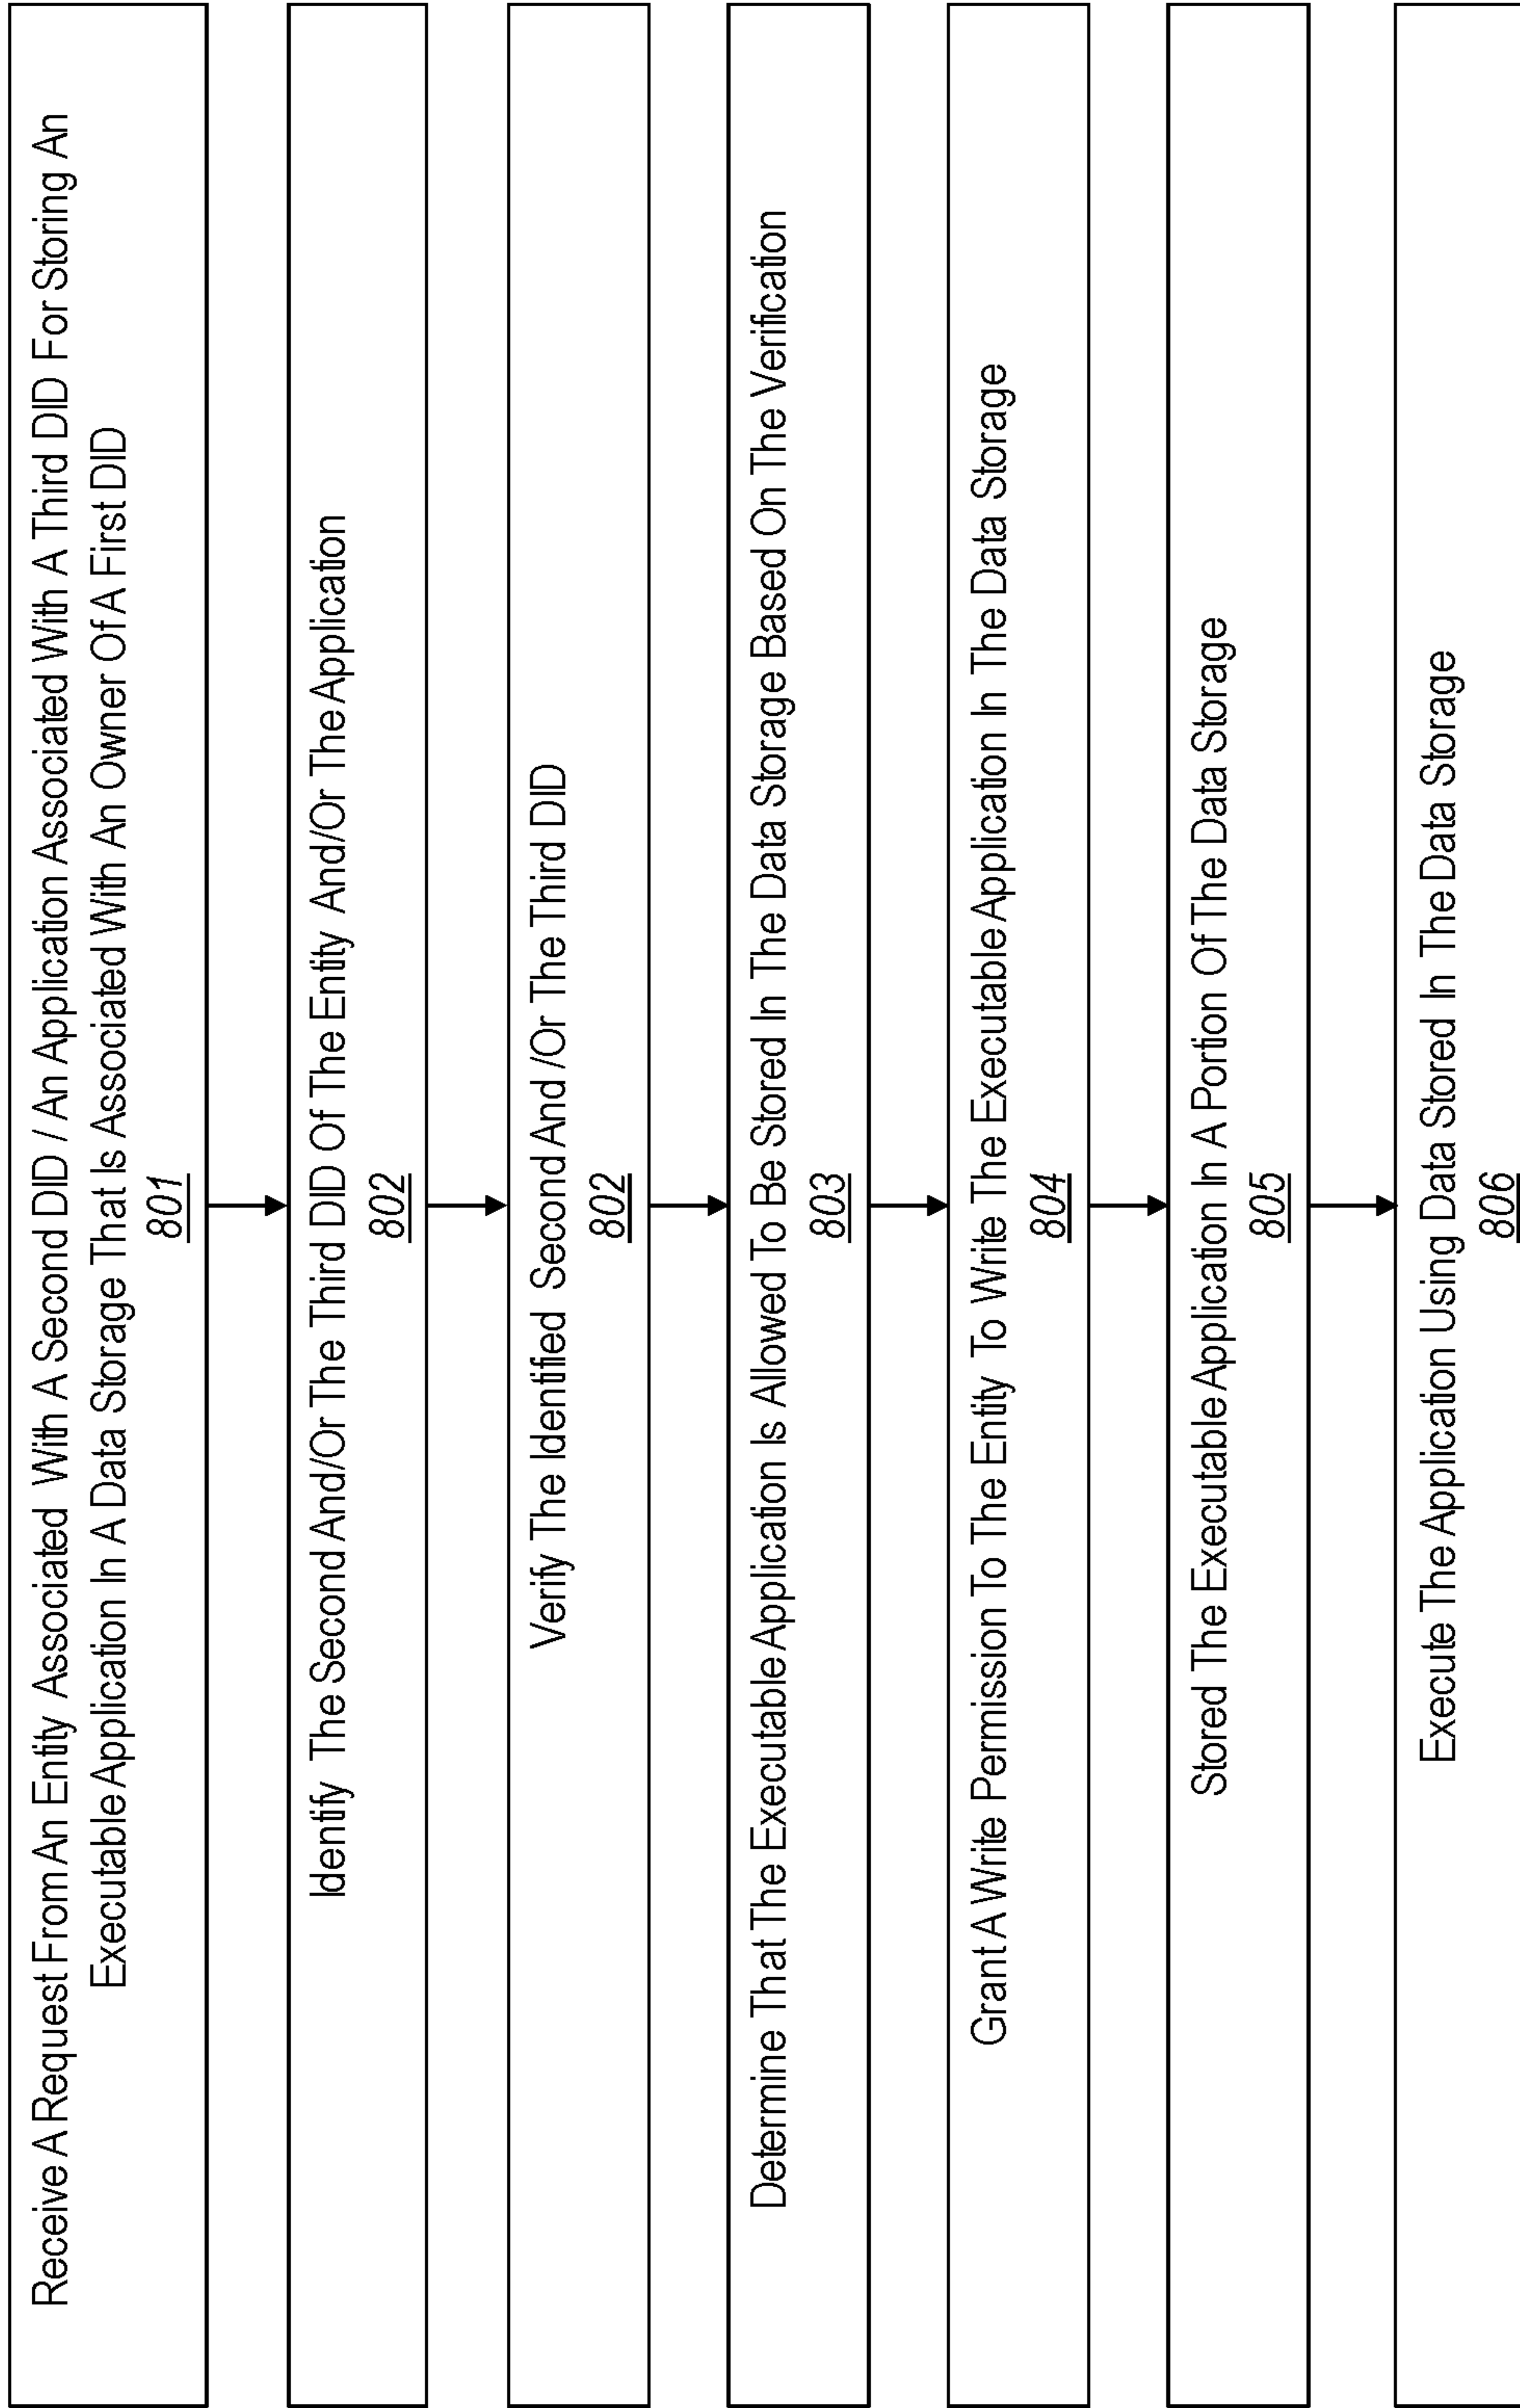 Receive A Request From An Entity Associated With A Second DID / An Application Associated With A Third DID For Storing An
Executable Application In A Data Storage That Is Associated With An Owner Of A First DID
801
Identify The Second And/Or The Third DID Of The Entity And/Or The Application
802
Verify The Identified Second And /Or The Third DID
802
Determine That The Executable Application Is Allowed To Be Stored In The Data Storage Based On The Verification
803
Grant A Write Permission To The Entity To Write The Executable Application In The Data Storage
804
Stored The Executable Application In A Portion Of The Data Storage
805
Execute The Application Using Data Stored In The Data Storage
806